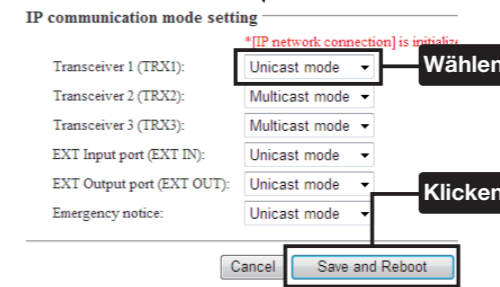 IP communication mode setting
*[IP network connection] is initialize
Transceiver 1 (TRX1): Unicast mode
Wählen
Transceiver 2 (TRX2): Multicast mode
Transceiver 3 (TRX3): Multicast mode
EXT Input port (EXT IN): Unicast mode
EXT Output port (EXT OUT): Unicast mode
Klicken
Emergency notice: Unicast mode
Cancel Save and Reboot